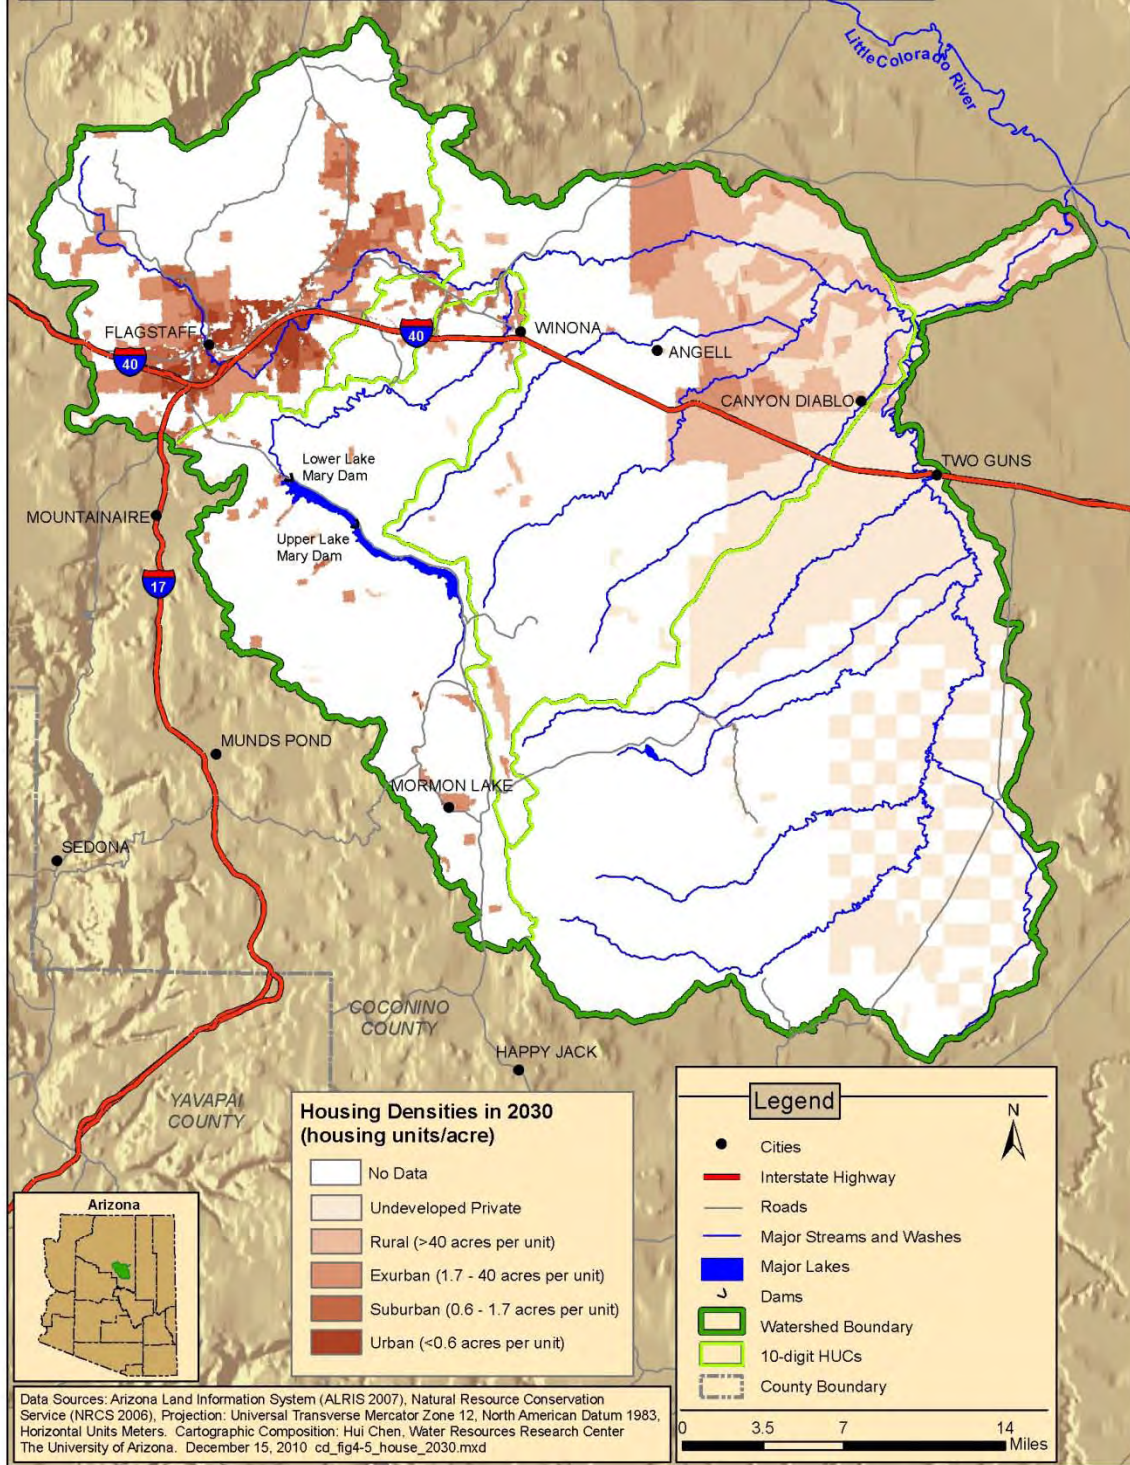 Little Colorado River
FLAGSTAFF
40
40
WINONA
ANGELL
CANYON DIABLO
TWO GUNS
Lower Lake
Mary Dam
MOUNTAINAIRE
Upper Lake
Mary Dam
17
MUNDS POND
MORMON LAKE
SEDONA
COCONINO
COUNTY
HAPPY JACK
YAVAPAI
COUNTY
Housing Densities in 2030
(housing units/acre)
No Data
Undeveloped Private
Rural (>40 acres per unit)
Exurban (1.7 - 40 acres per unit)
Suburban (0.6 - 1.7 acres per unit)
Urban (<0.6 acres per unit)
Legend
N
Cities
Interstate Highway
Roads
Major Streams and Washes
Major Lakes
Dams
Watershed Boundary
10-digit HUCs
County Boundary
0 3.5 7 14
Miles
Arizona
Data Sources: Arizona Land Information System (ALRIS 2007), Natural Resource Conservation
Service (NRCS 2006), Projection: Universal Transverse Mercator Zone 12, North American Datum 1983,
Horizontal Units Meters. Cartographic Composition: Hui Chen, Water Resources Research Center
The University of Arizona. December 15, 2010 cd_fig4-5_house_2030.mxd